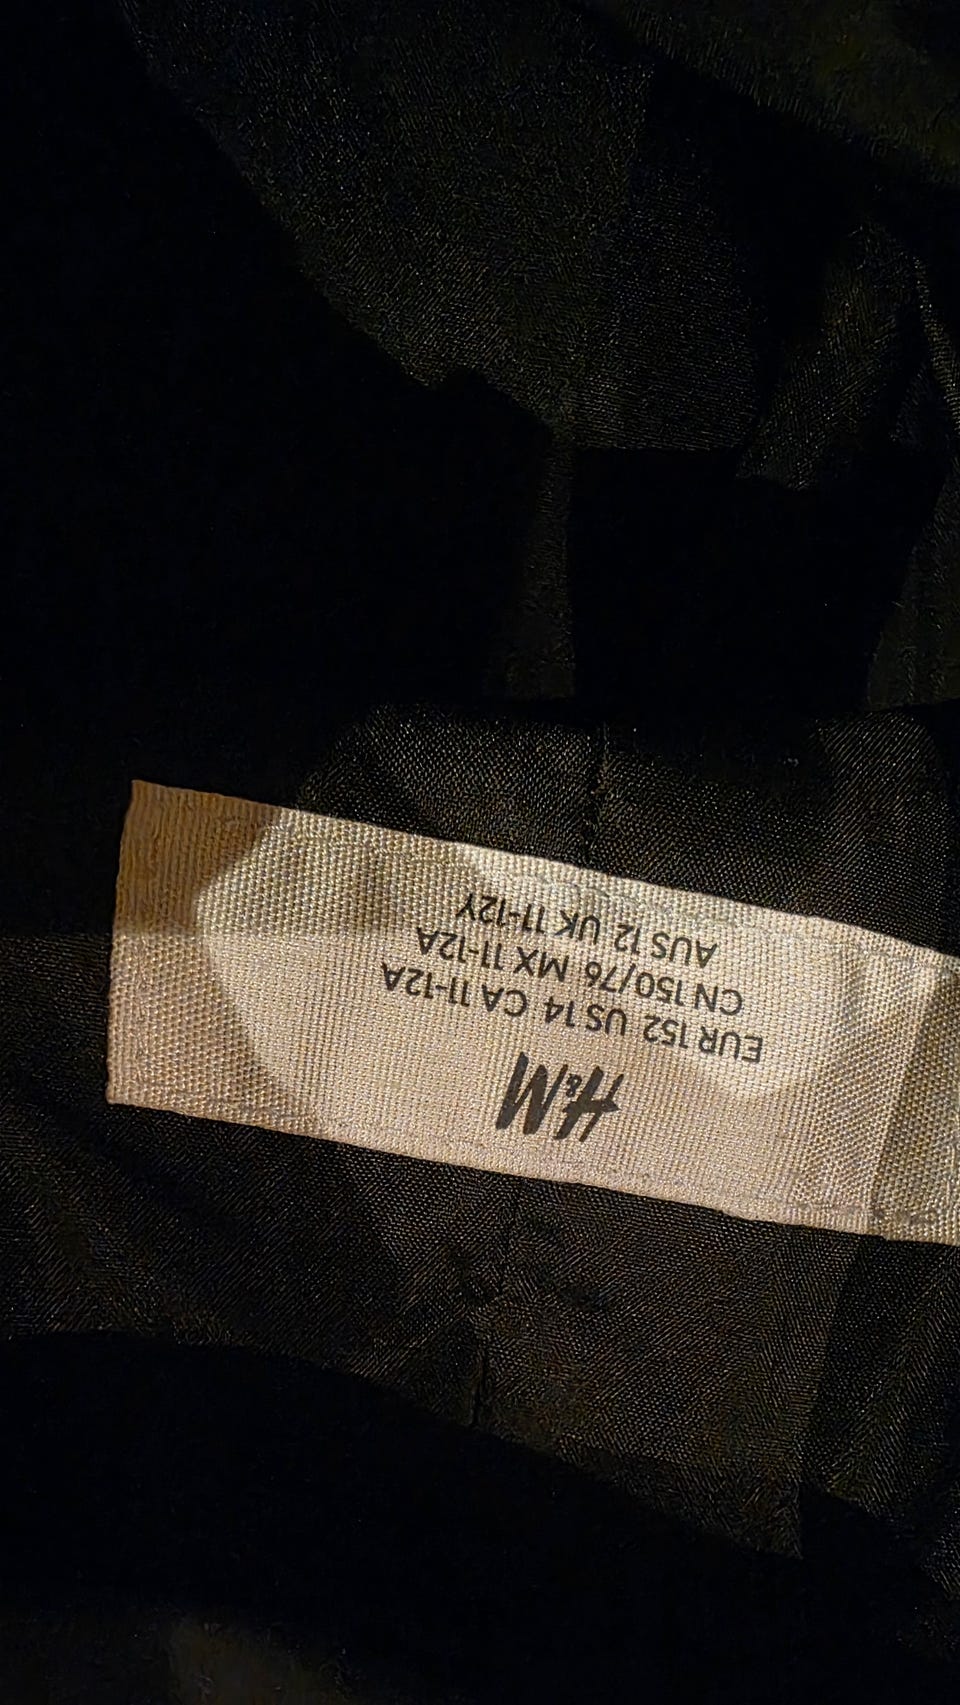 H&M
EUR 152 US 14 CA 11-12A
CN 150/76 MX 11-12A
AUS 12 UK 11-12Y